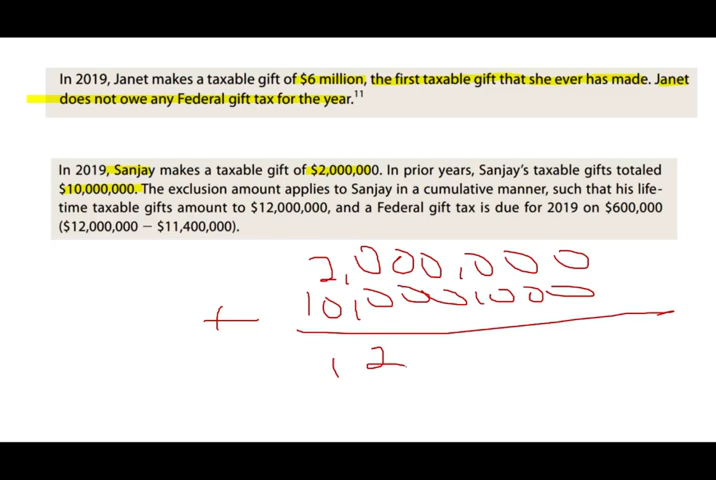 In 2019, Janet makes a taxable gift of $6 million, the first taxable gift that she ever has made. Janet
does not owe any Federal gift tax for the year.11
In 2019, Sanjay makes a taxable gift of $2,000,000. In prior years, Sanjay's taxable gifts totaled
$10,000,000. The exclusion amount applies to Sanjay in a cumulative manner, such that his life-
time taxable gifts amount to $12,000,000, and a Federal gift tax is due for 2019 on $600,000
($12,000,000 − $11,400,000).
2,000,000
+ 10,000,000
12